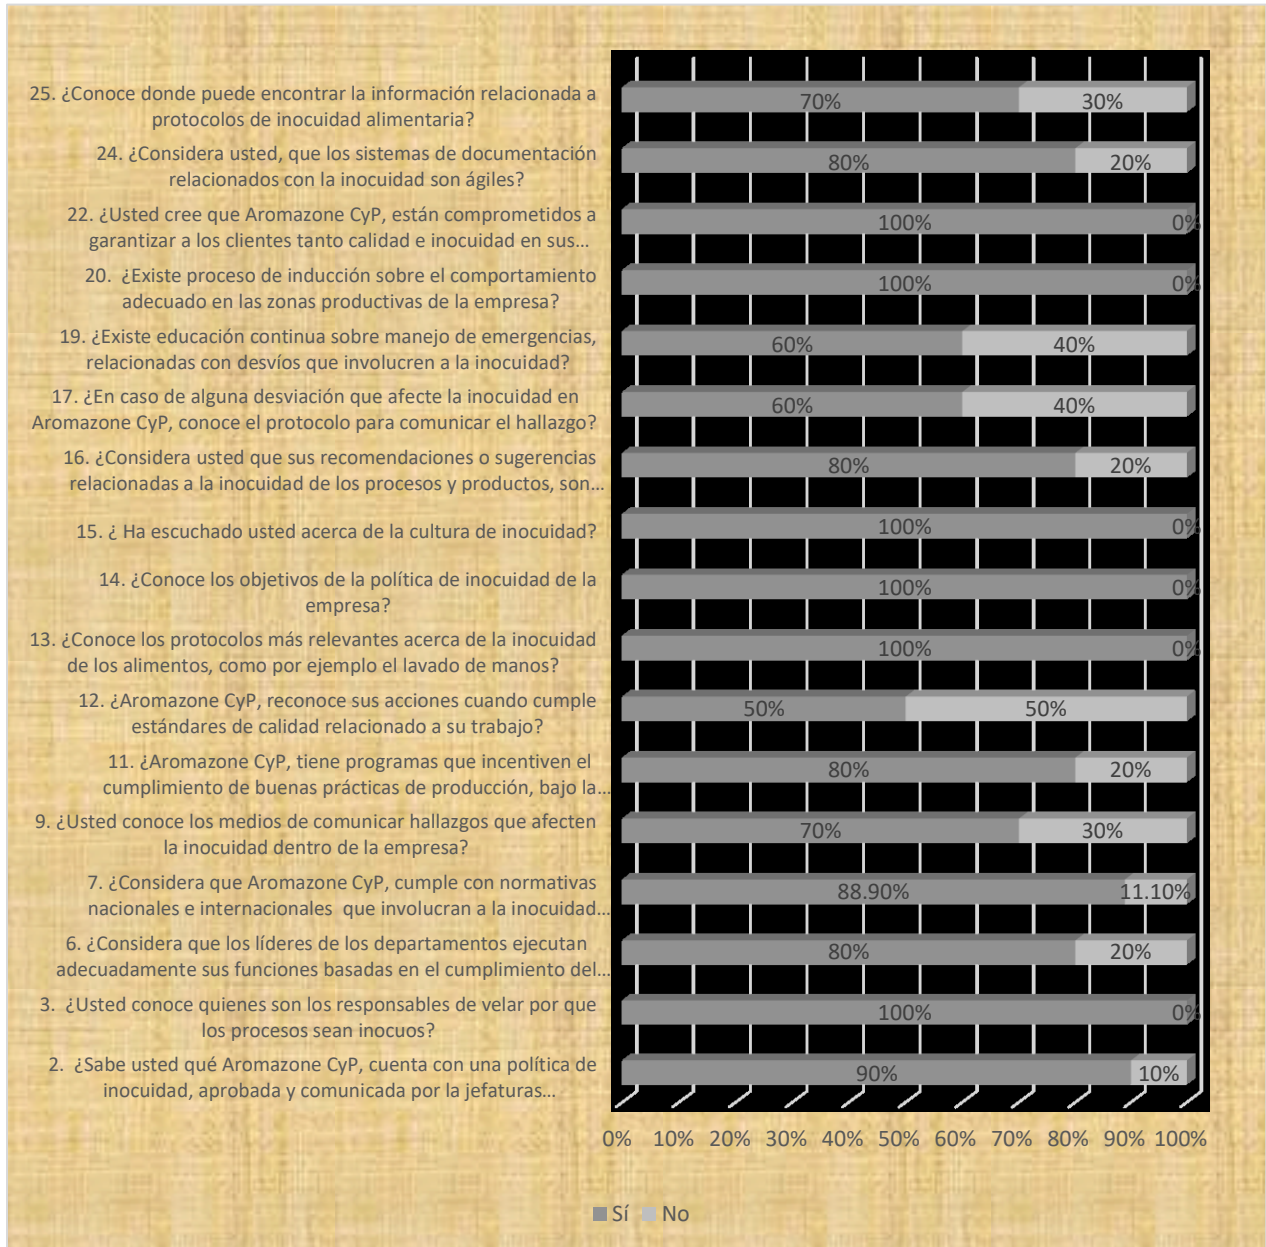 25. ¿Conoce donde puede encontrar la información relacionada a
protocolos de inocuidad alimentaria?
70% 30%
24. ¿Considera usted, que los sistemas de documentación
relacionados con la inocuidad son ágiles?
80% 20%
22. ¿Usted cree que Aromazone CyP, están comprometidos a
garantizar a los clientes tanto calidad e inocuidad en sus...
100% 0%
20.  ¿Existe proceso de inducción sobre el comportamiento
adecuado en las zonas productivas de la empresa?
100% 0%
19. ¿Existe educación continua sobre manejo de emergencias,
relacionadas con desvíos que involucren a la inocuidad?
60% 40%
17. ¿En caso de alguna desviación que afecte la inocuidad en
Aromazone CyP, conoce el protocolo para comunicar el hallazgo?
60% 40%
16. ¿Considera usted que sus recomendaciones o sugerencias
relacionadas a la inocuidad de los procesos y productos, son...
80% 20%
15. ¿ Ha escuchado usted acerca de la cultura de inocuidad?
100% 0%
14. ¿Conoce los objetivos de la política de inocuidad de la
empresa?
100% 0%
13. ¿Conoce los protocolos más relevantes acerca de la inocuidad
de los alimentos, como por ejemplo el lavado de manos?
100% 0%
12. ¿Aromazone CyP, reconoce sus acciones cuando cumple
estándares de calidad relacionado a su trabajo?
50% 50%
11. ¿Aromazone CyP, tiene programas que incentiven el
cumplimiento de buenas prácticas de producción, bajo la...
80% 20%
9. ¿Usted conoce los medios de comunicar hallazgos que afecten
la inocuidad dentro de la empresa?
70% 30%
7. ¿Considera que Aromazone CyP, cumple con normativas
nacionales e internacionales  que involucran a la inocuidad...
88.90% 11.10%
6. ¿Considera que los líderes de los departamentos ejecutan
adecuadamente sus funciones basadas en el cumplimiento del...
80% 20%
3.  ¿Usted conoce quienes son los responsables de velar por que
los procesos sean inocuos?
100% 0%
2.  ¿Sabe usted qué Aromazone CyP, cuenta con una política de
inocuidad, aprobada y comunicada por la jefaturas...
90% 10%
0% 10% 20% 30% 40% 50% 60% 70% 80% 90% 100%
Sí No